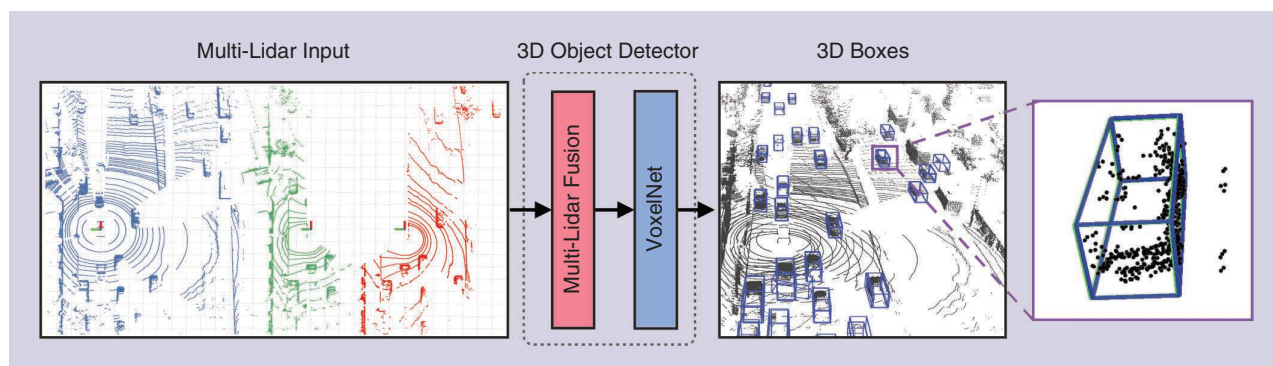 Multi-Lidar Input
3D Object Detector
3D Boxes
Multi-Lidar Fusion
VoxelNet